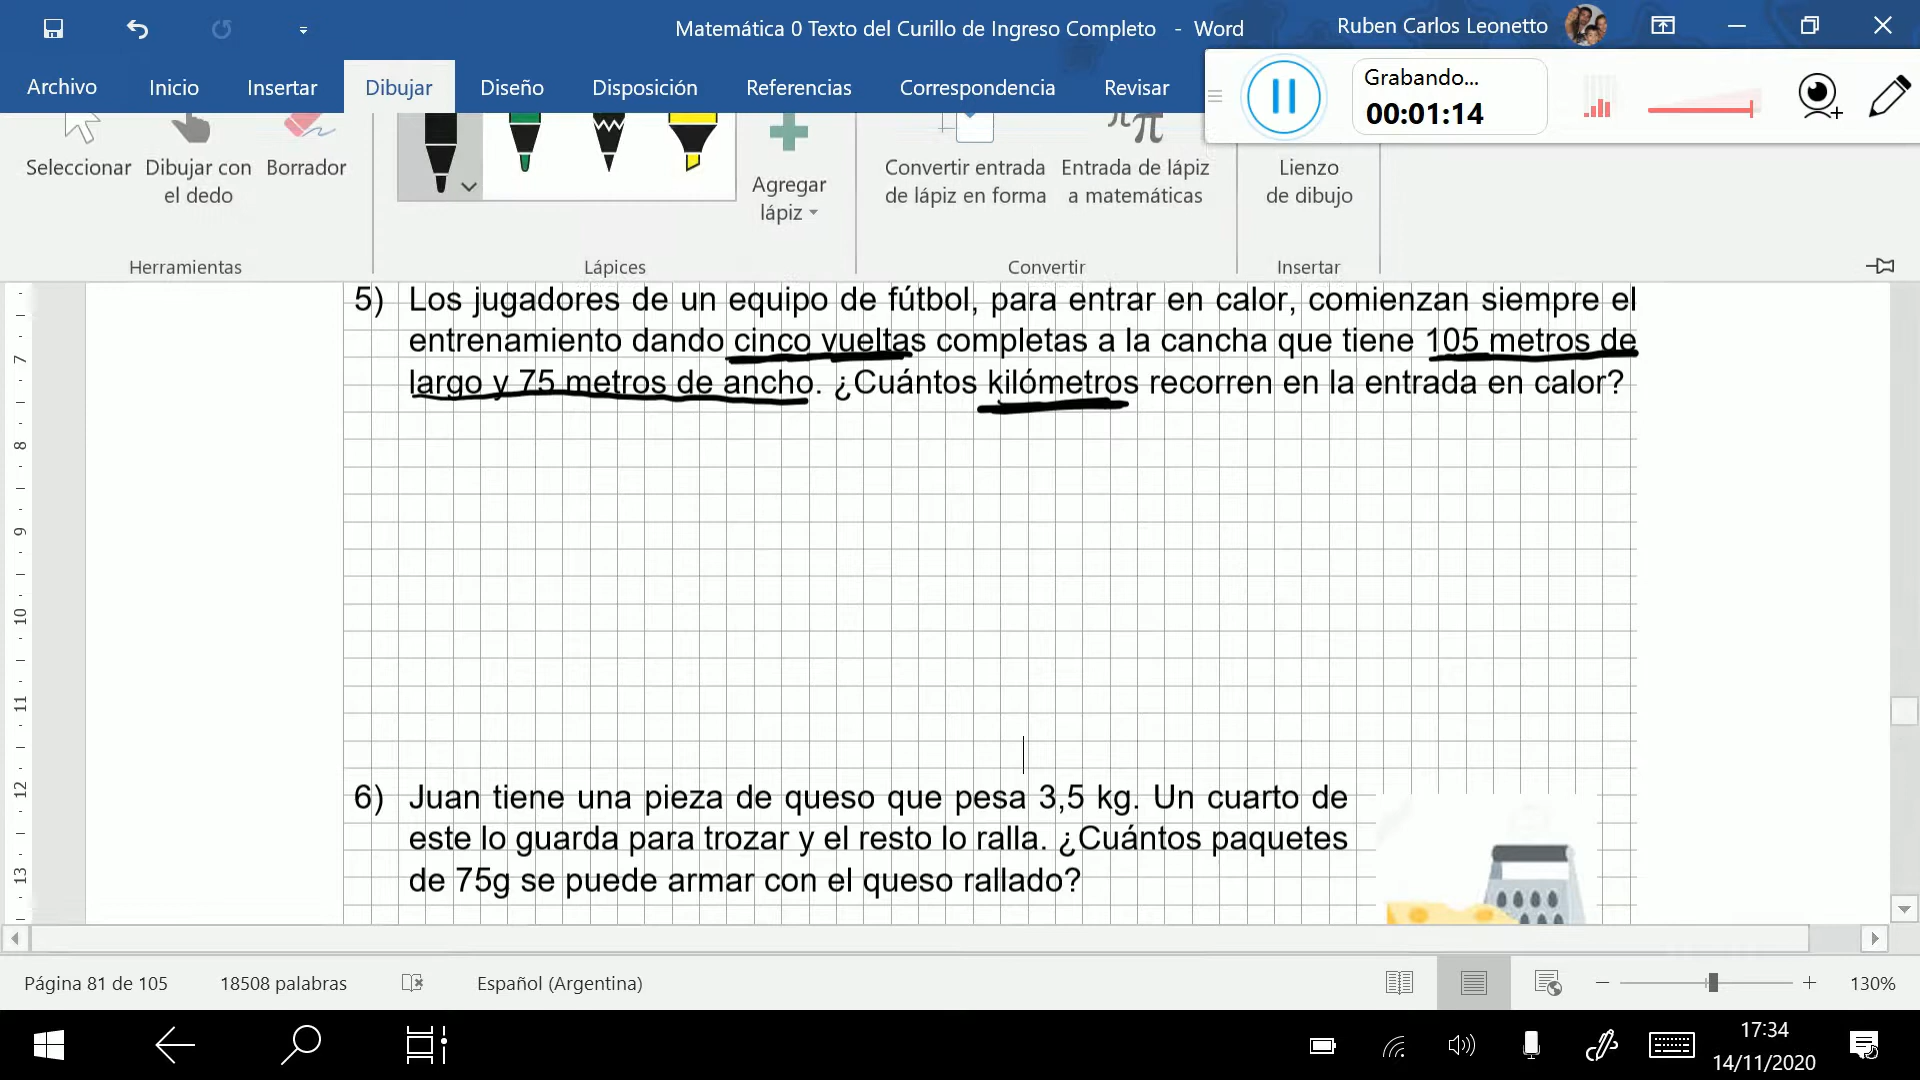 Matemática 0 Texto del Curillo de Ingreso Completo - Word
Ruben Carlos Leonetto
Archivo Inicio Insertar Dibujar Diseño Disposición Referencias Correspondencia Revisar
Grabando...
00:01:14
Seleccionar
Dibujar con
el dedo
Borrador
Agregar
lápiz
Convertir entrada
de lápiz en forma
Entrada de lápiz
a matemáticas
Lienzo
de dibujo
Herramientas
Lápices
Convertir
Insertar
5) Los jugadores de un equipo de fútbol, para entrar en calor, comienzan siempre el
entrenamiento dando cinco vueltas completas a la cancha que tiene 105 metros de
largo y 75 metros de ancho. ¿Cuántos kilómetros recorren en la entrada en calor?
7
8
9
10
11
12
13
6) Juan tiene una pieza de queso que pesa 3,5 kg. Un cuarto de
este lo guarda para trozar y el resto lo ralla. ¿Cuántos paquetes
de 75g se puede armar con el queso rallado?
Página 81 de 105 18508 palabras Español (Argentina) 130%
17:34
14/11/2020